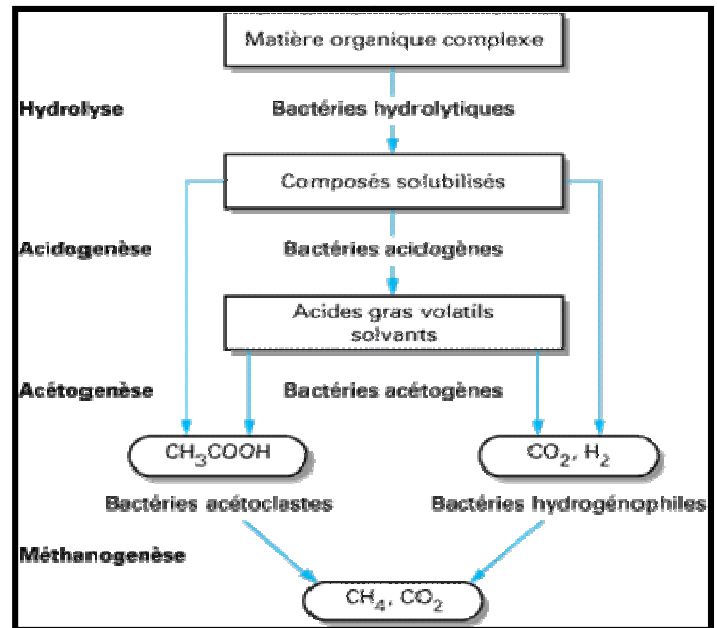 Matière organique complexe
Hydrolyse
Bactéries hydrolytiques
Composés solubilisés
Acidogenèse
Bactéries acidogènes
Acides gras volatils
solvants
Acétogenèse
Bactéries acétogènes
CH₃COOH
CO₂, H₂
Bactéries acétoclastes
Bactéries hydrogénophiles
Méthanogenèse
CH₄, CO₂